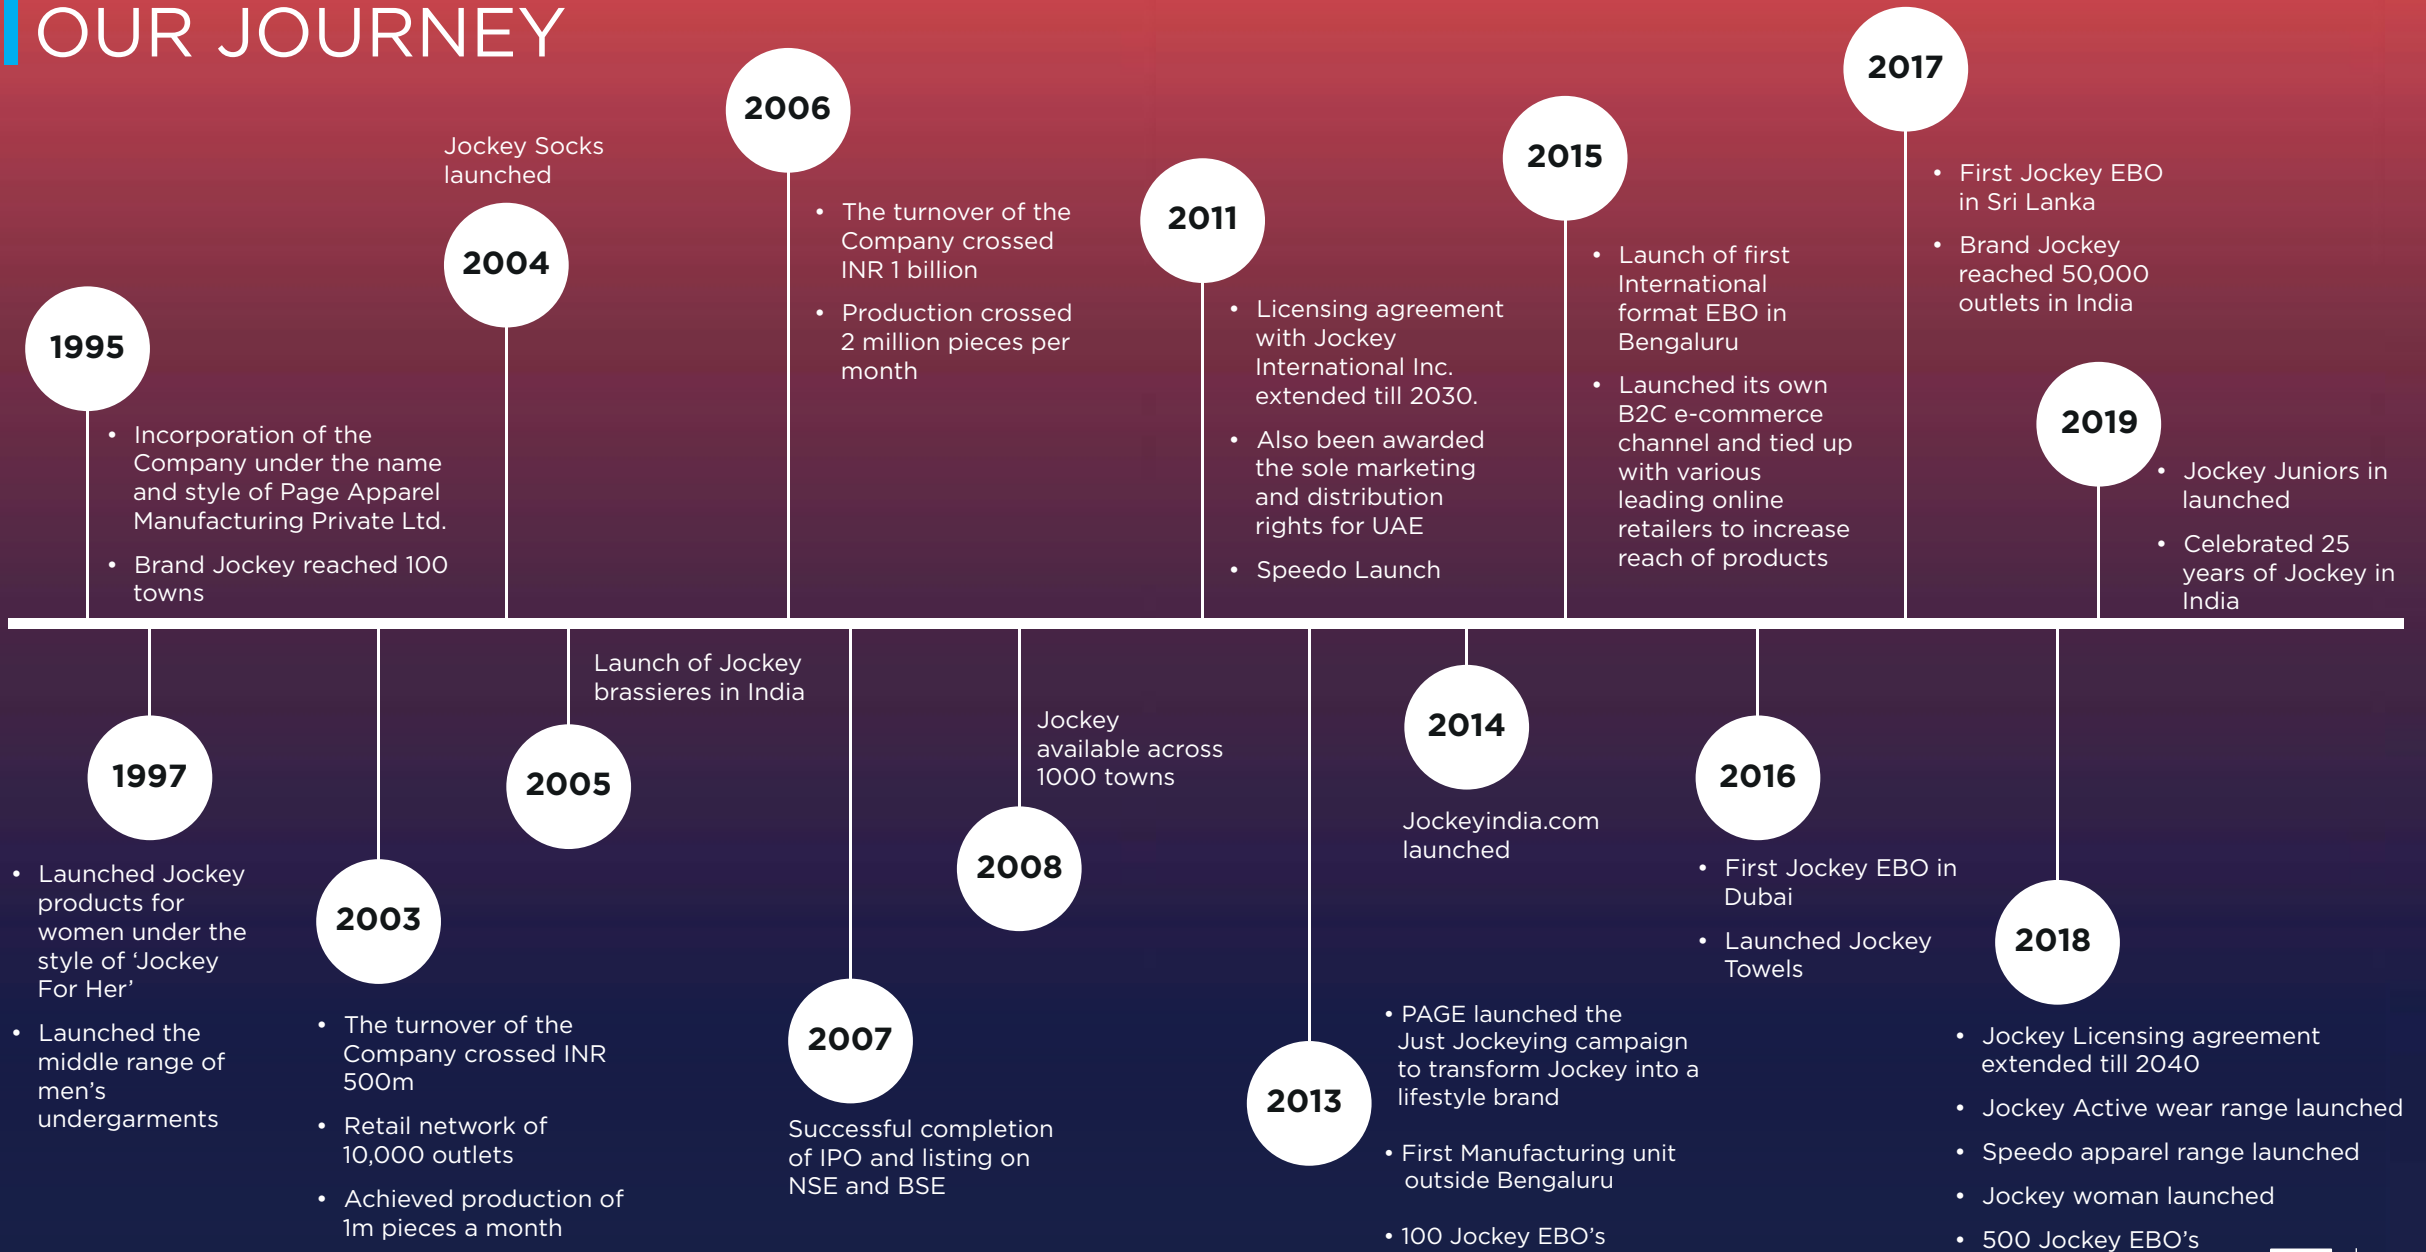 OUR JOURNEY
1995
• Incorporation of the
Company under the name
and style of Page Apparel
Manufacturing Private Ltd.
• Brand Jockey reached 100
towns
1997
• Launched Jockey
products for
women under the
style of ‘Jockey
For Her’
• Launched the
middle range of
men’s
undergarments
2003
• The turnover of the
Company crossed INR
500m
• Retail network of
10,000 outlets
• Achieved production of
1m pieces a month
Jockey Socks
launched
2004
Launch of Jockey
brassieres in India
2005
2006
• The turnover of the
Company crossed
INR 1 billion
• Production crossed
2 million pieces per
month
2007
Successful completion
of IPO and listing on
NSE and BSE
Jockey
available across
1000 towns
2008
2011
• Licensing agreement
with Jockey
International Inc.
extended till 2030.
• Also been awarded
the sole marketing
and distribution
rights for UAE
• Speedo Launch
2013
• PAGE launched the
Just Jockeying campaign
to transform Jockey into a
lifestyle brand
• First Manufacturing unit
outside Bengaluru
• 100 Jockey EBO’s
2014
Jockeyindia.com
launched
2015
• Launch of first
International
format EBO in
Bengaluru
• Launched its own
B2C e-commerce
channel and tied up
with various
leading online
retailers to increase
reach of products
2016
• First Jockey EBO in
Dubai
• Launched Jockey
Towels
2017
• First Jockey EBO
in Sri Lanka
• Brand Jockey
reached 50,000
outlets in India
2018
• Jockey Licensing agreement
extended till 2040
• Jockey Active wear range launched
• Speedo apparel range launched
• Jockey woman launched
• 500 Jockey EBO’s
2019
• Jockey Juniors in
launched
• Celebrated 25
years of Jockey in
India